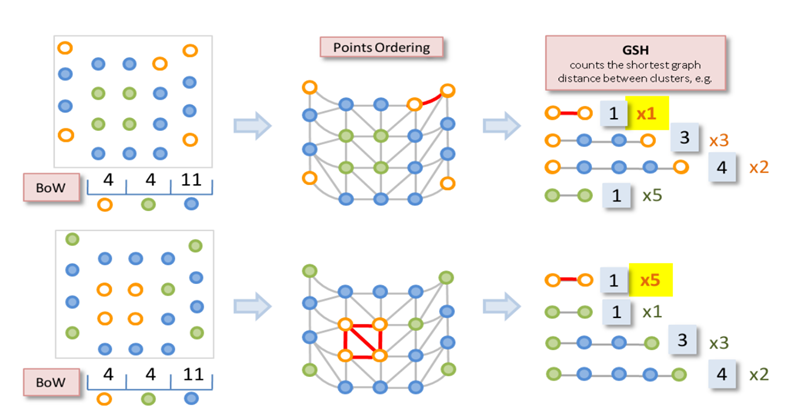 Points Ordering
GSH
counts the shortest graph
distance between clusters, e.g.
1 x1
3 x3
4 x2
1 x5
BoW 4 4 11
1 x5
1 x1
3 x3
4 x2
BoW 4 4 11